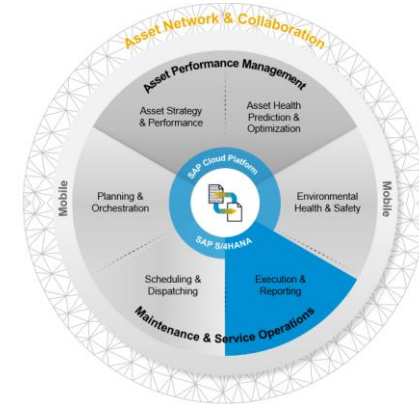 Asset Network & Collaboration
Asset Performance Management
Asset Strategy
& Performance
Asset Health
Prediction &
Optimization
Mobile
Planning &
Orchestration
SAP Cloud Platform
SAP S/4HANA
Environmental
Health & Safety
Mobile
Scheduling &
Dispatching
Execution &
Reporting
Maintenance & Service Operations